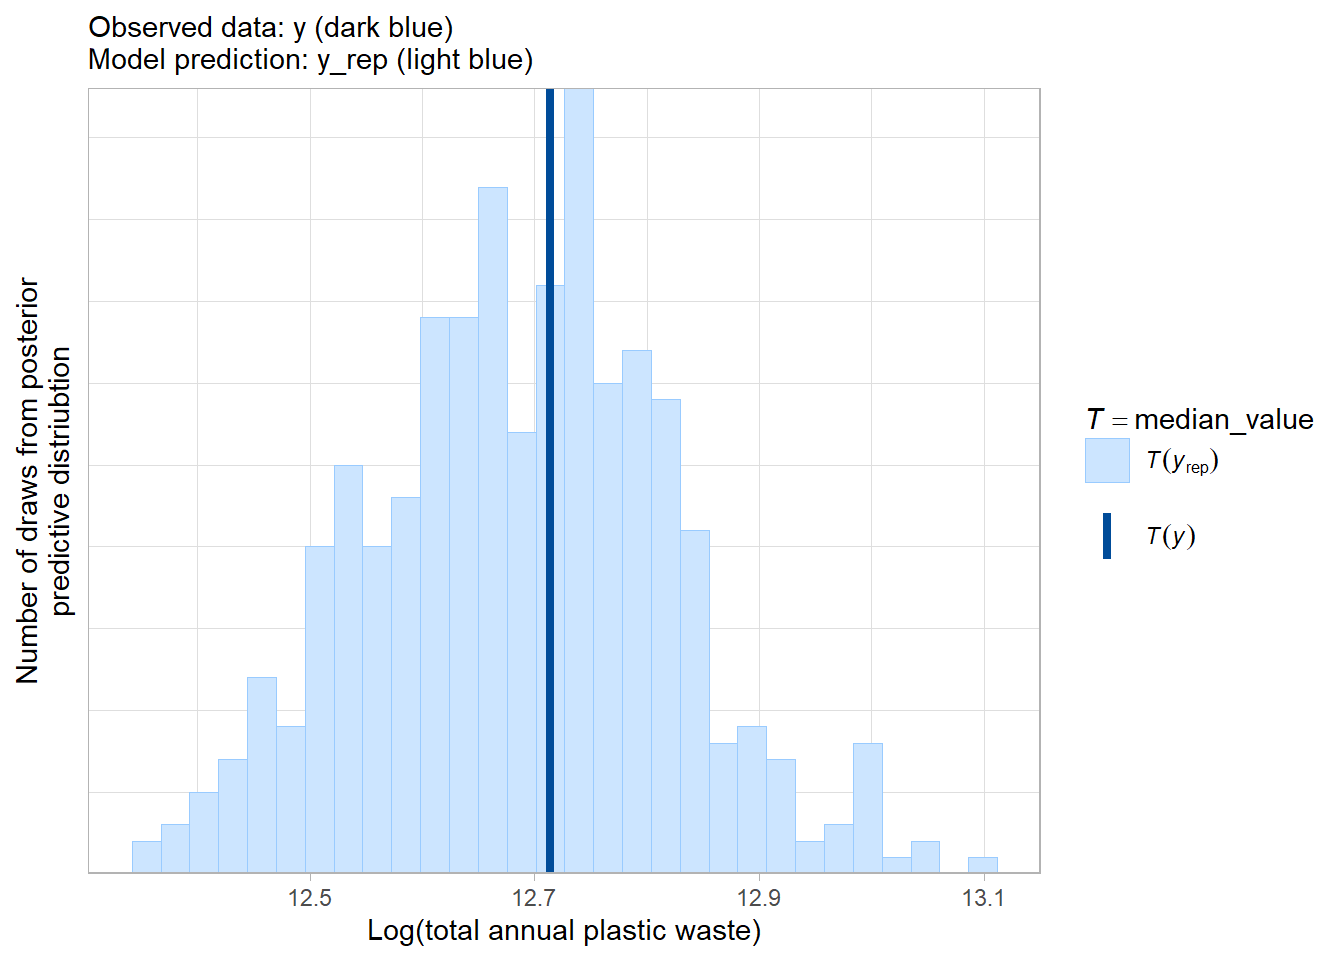 Observed data: y (dark blue)
Model prediction: y_rep (light blue)
Number of draws from posterior
predictive distriubtion
12.5 12.7 12.9 13.1
Log(total annual plastic waste)
T = median_value
T(yrep)
T(y)